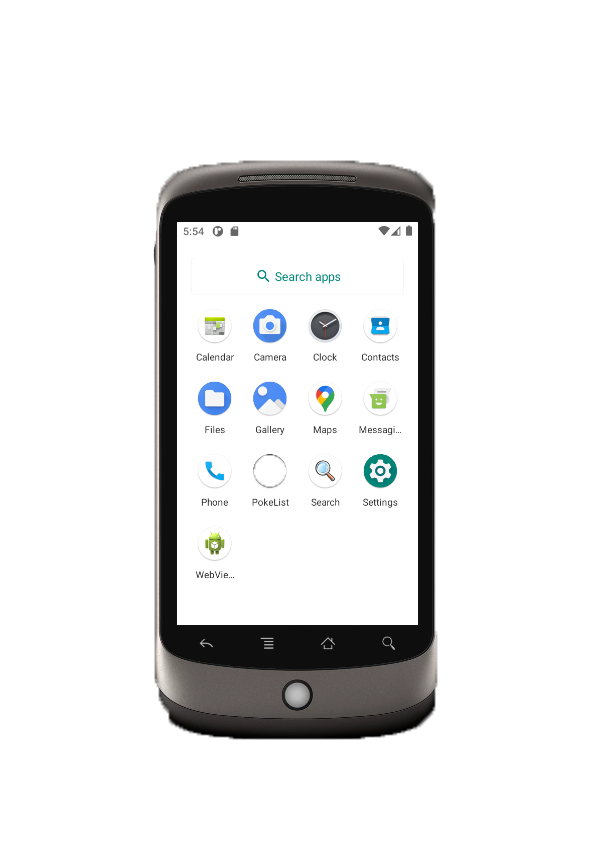 5:54
Search apps
Calendar Camera Clock Contacts
Files Gallery Maps Messagi...
Phone PokeList Search Settings
WebVie...